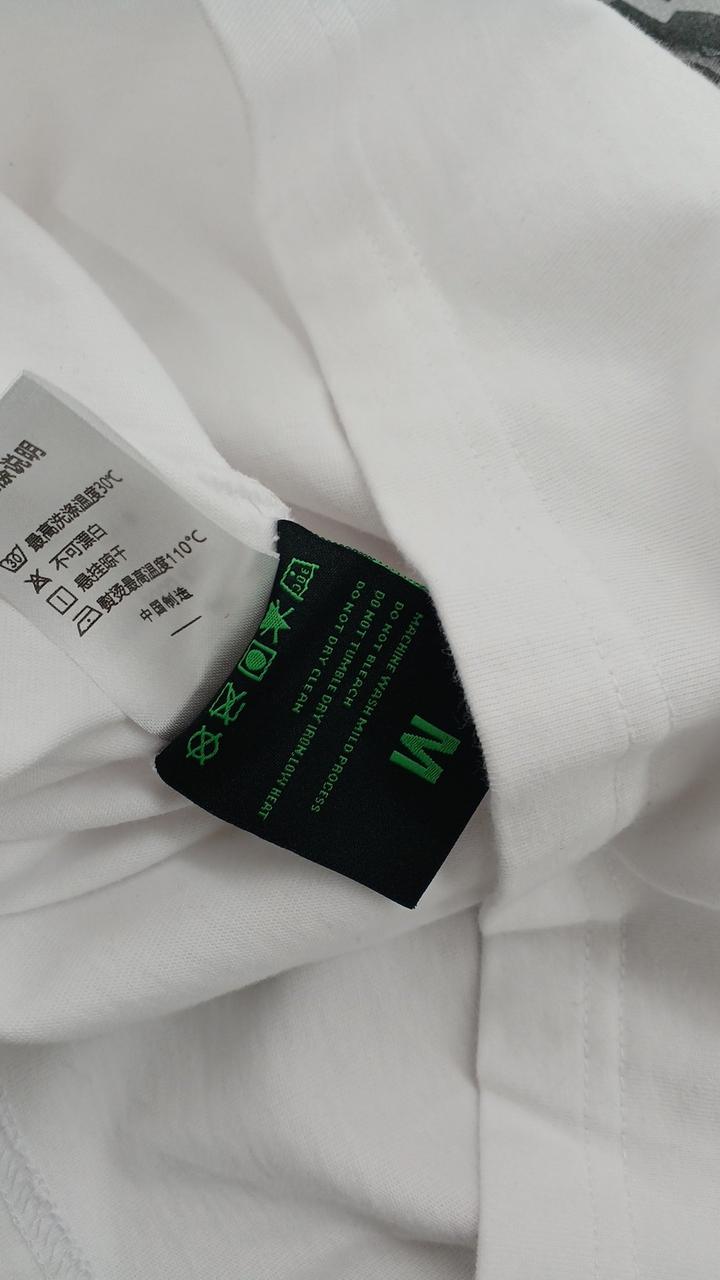 说明
30 最高洗涤温度30℃
不可漂白
悬挂晾干
熨烫最高温度110°C
中国制造
M
MACHINE WASH MILD PROCESS
DO NOT BLEACH
DO NOT TUMBLE DRY IRON.LOW HEAT
DO NOT DRY CLEAN
30C